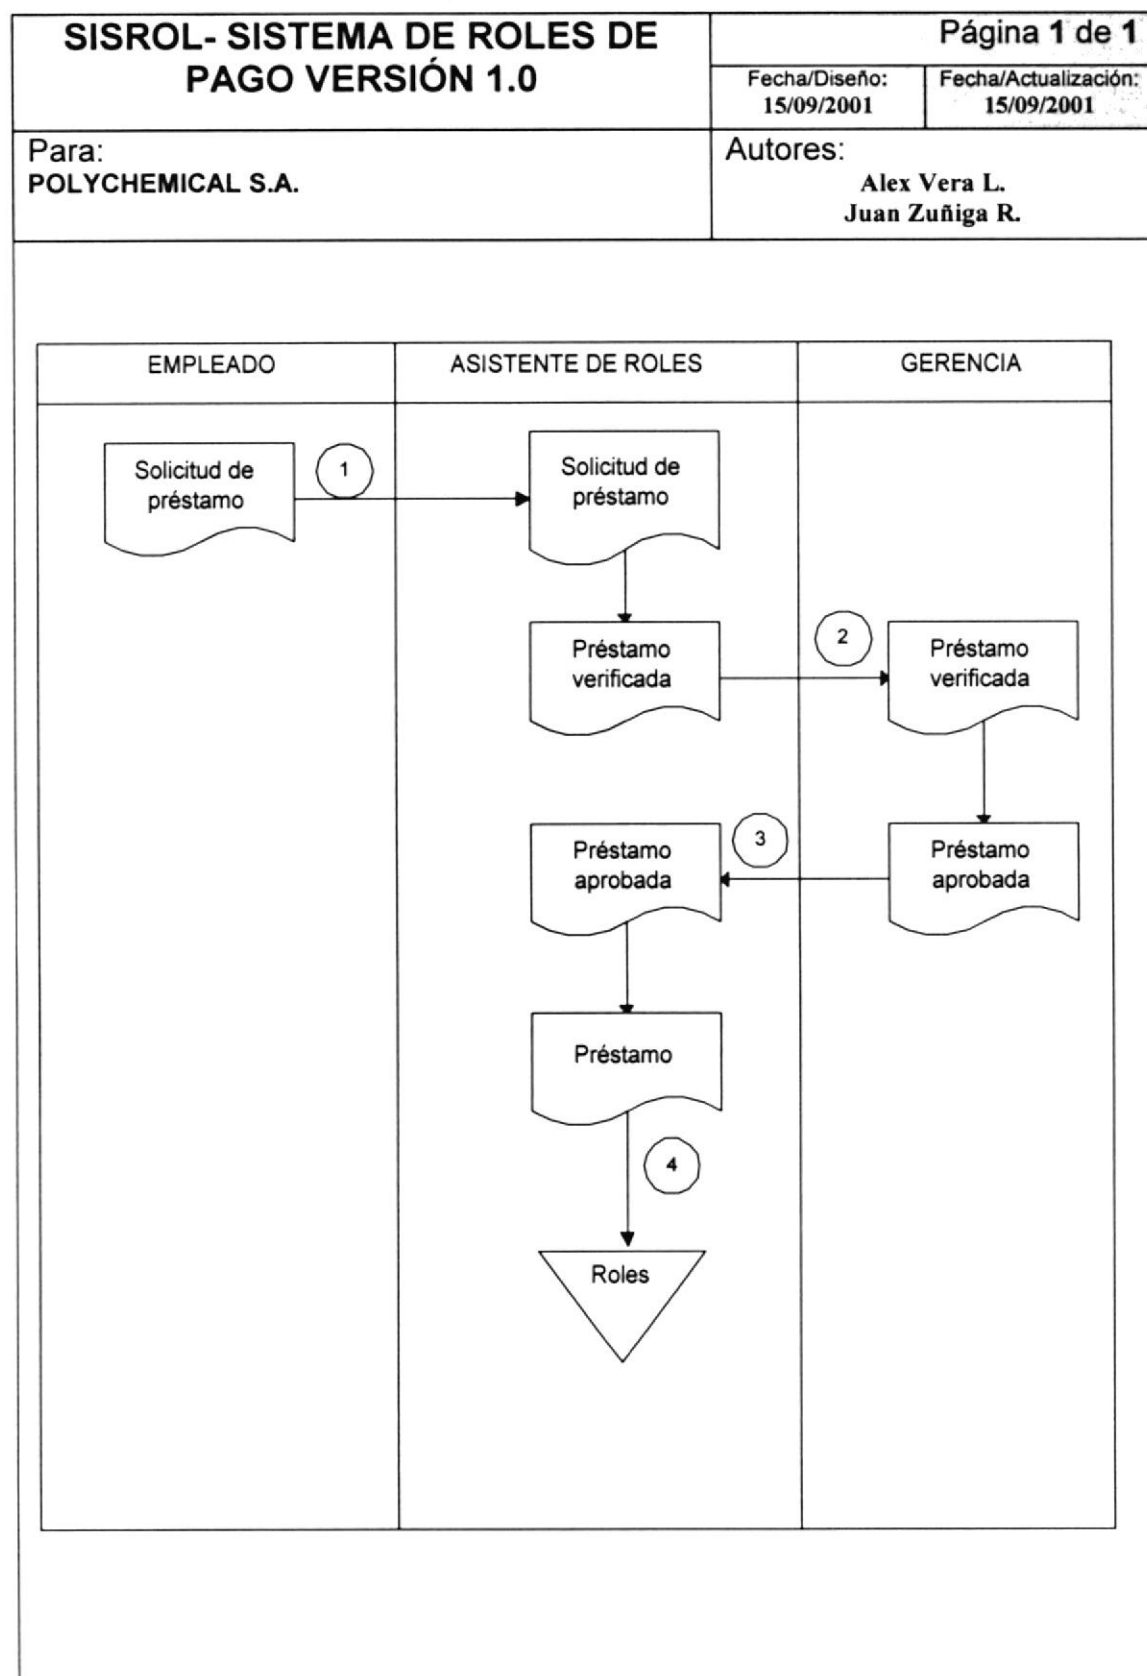 SISROL- SISTEMA DE ROLES DE
PAGO VERSIÓN 1.0
Página 1 de 1
Fecha/Diseño:
15/09/2001
Fecha/Actualización:
15/09/2001
Para:
POLYCHEMICAL S.A.
Autores:
Alex Vera L.
Juan Zuñiga R.
EMPLEADO
ASISTENTE DE ROLES
GERENCIA
Solicitud de
préstamo
1
Solicitud de
préstamo
Préstamo
verificada
2
Préstamo
verificada
Préstamo
aprobada
3
Préstamo
aprobada
Préstamo
4
Roles